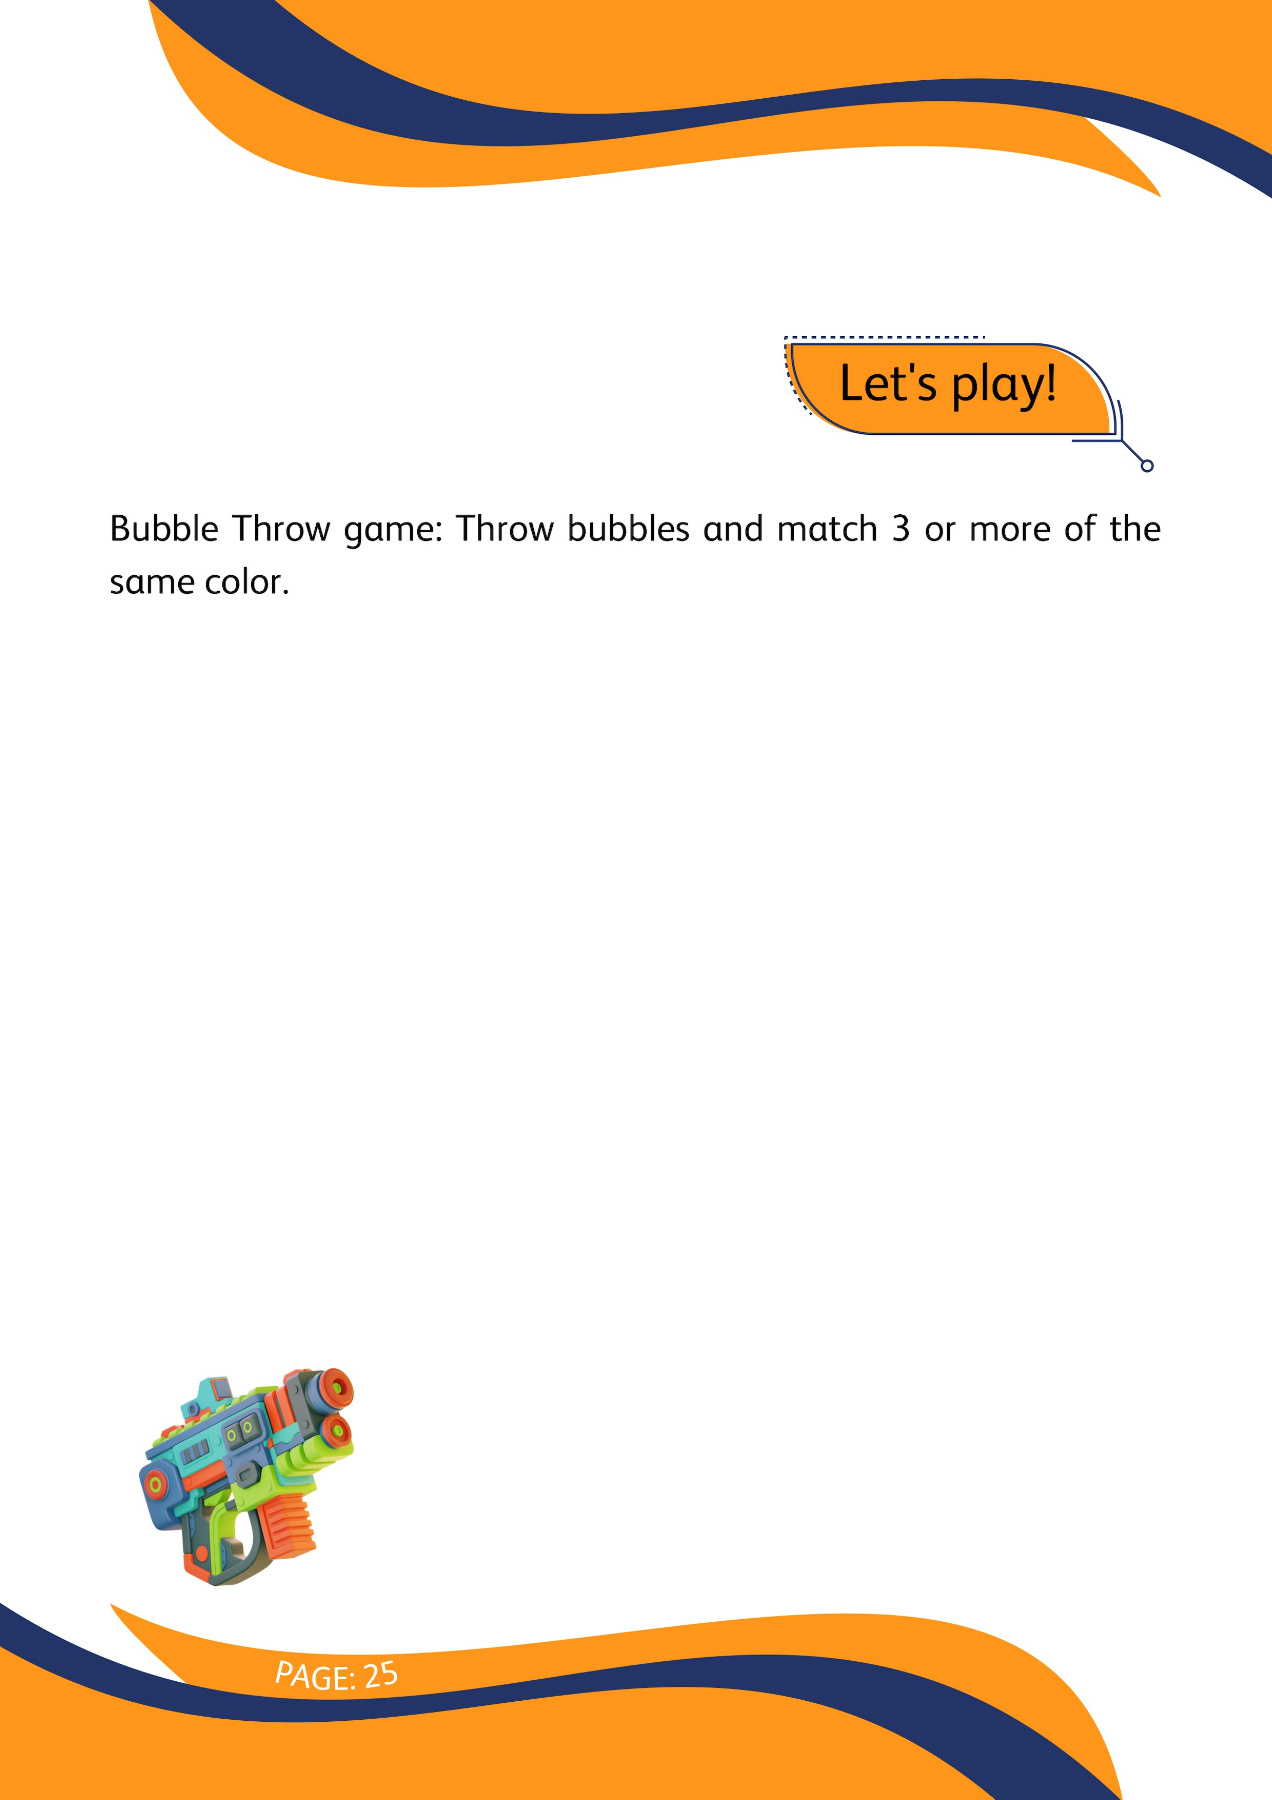 Let's play!
Bubble Throw game: Throw bubbles and match 3 or more of the
same color.
PAGE: 25